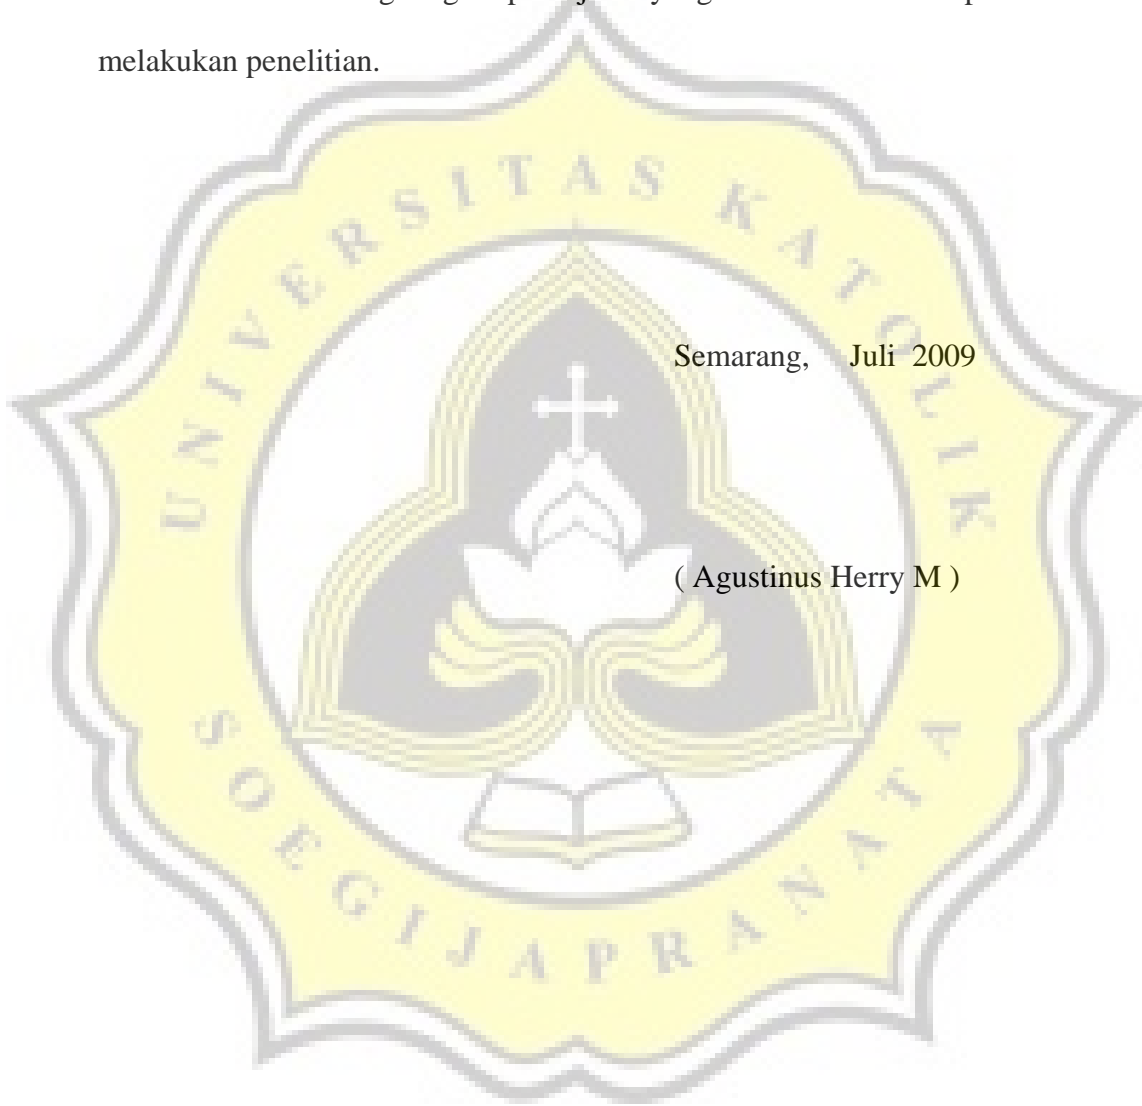 melakukan penelitian.
UNIVERSITAS KATOLIK
Semarang, Juli 2009
( Agustinus Herry M )
SOEGIJAPRANATA